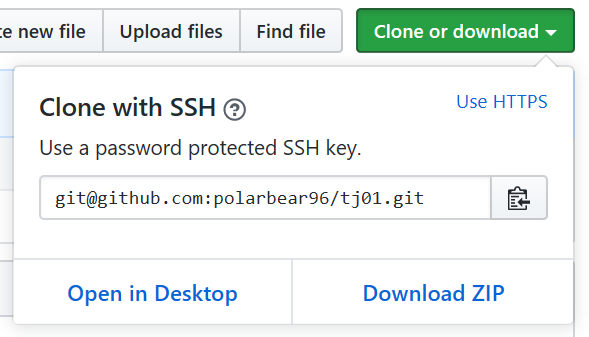 te new file Upload files Find file Clone or download
Clone with SSH ? Use HTTPS
Use a password protected SSH key.
git@github.com:polarbear96/tj01.git
Open in Desktop Download ZIP